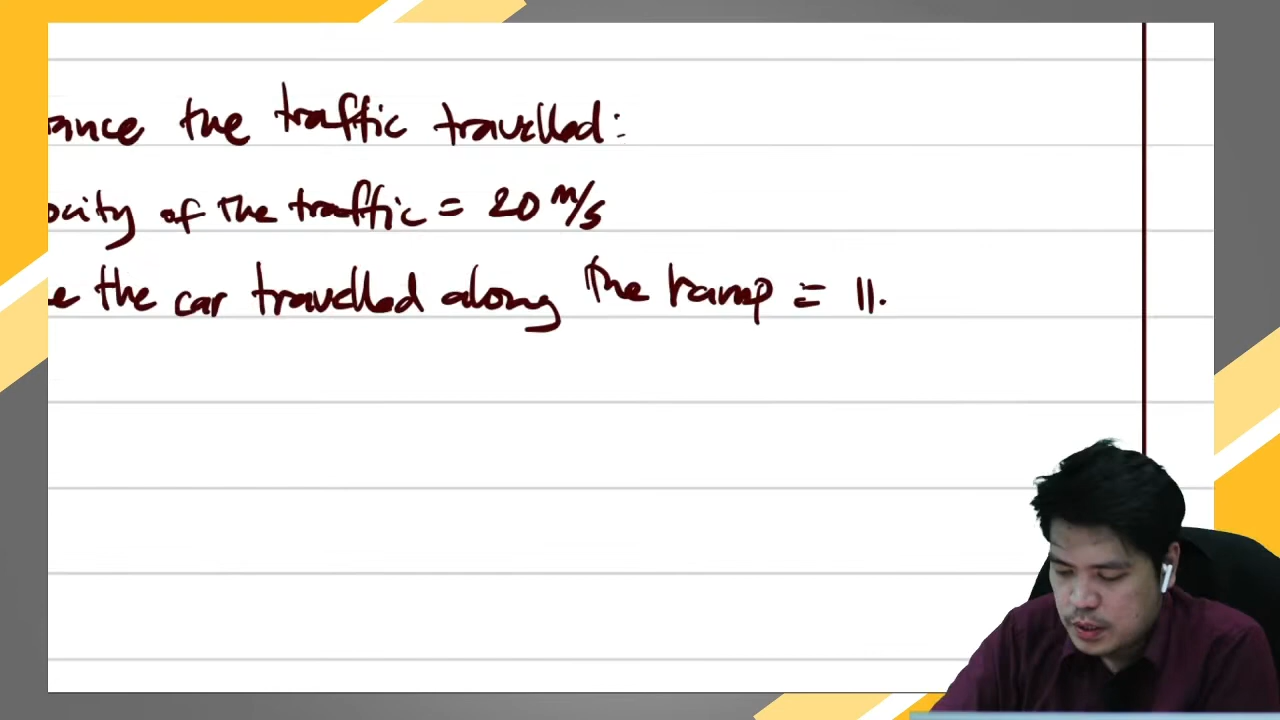 ance the traffic travelled:
ocity of the traffic = 20 m/s
e the car travelled along the ramp = 11.